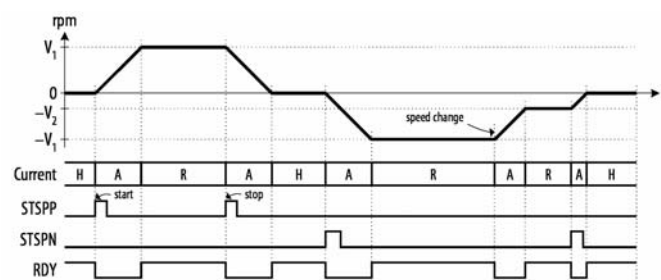 rpm
V1
0
−V2
−V1
speed change
Current H A R A H A R A R A H
start stop
STSPP
STSPN
RDY